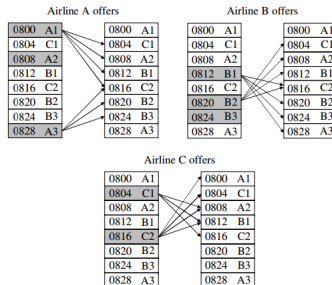 Airline A offers
0800 A1
0804 C1
0808 A2
0812 B1
0816 C2
0820 B2
0824 B3
0828 A3
0800 A1
0804 C1
0808 A2
0812 B1
0816 C2
0820 B2
0824 B3
0828 A3
Airline B offers
0800 A1
0804 C1
0808 A2
0812 B1
0816 C2
0820 B2
0824 B3
0828 A3
0800 A1
0804 C1
0808 A2
0812 B1
0816 C2
0820 B2
0824 B3
0828 A3
Airline C offers
0800 A1
0804 C1
0808 A2
0812 B1
0816 C2
0820 B2
0824 B3
0828 A3
0800 A1
0804 C1
0808 A2
0812 B1
0816 C2
0820 B2
0824 B3
0828 A3